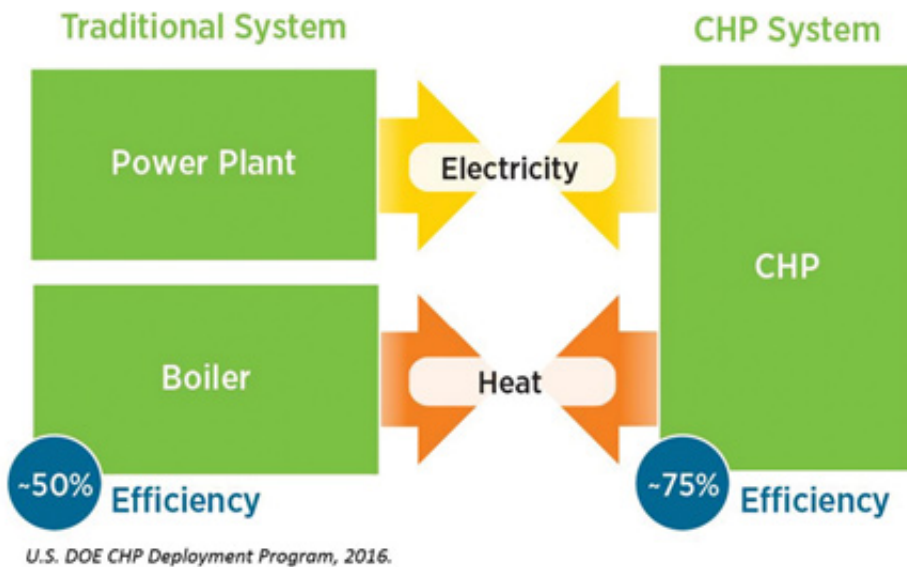 Traditional System
CHP System
Power Plant
Electricity
CHP
Boiler
Heat
~50% Efficiency
~75% Efficiency
U.S. DOE CHP Deployment Program, 2016.